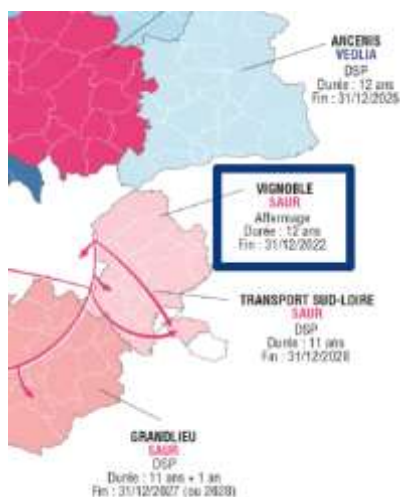 ANCENIS
VEOLIA
DSP
Durée : 12 ans
Fin : 31/12/2025
VIGNOBLE
SAUR
Affermage
Durée : 12 ans
Fin : 31/12/2022
TRANSPORT SUD-LOIRE
SAUR
DSP
Durée : 11 ans
Fin : 31/12/2028
GRANDLIEU
SAUR
DSP
Durée : 11 ans + 1 an
Fin : 31/12/2027 (ou 2028)